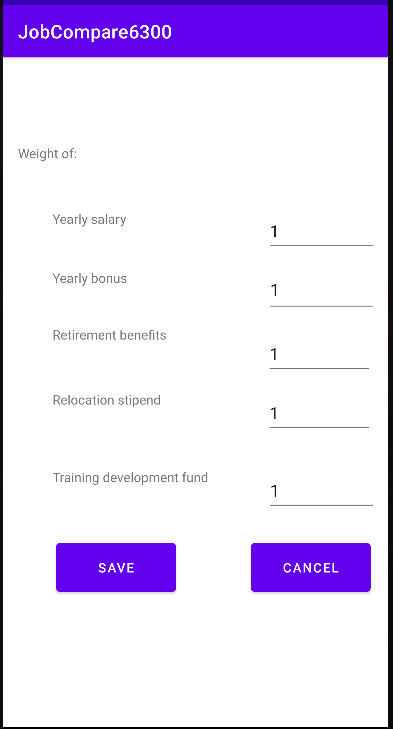 JobCompare6300
Weight of:
Yearly salary
1
Yearly bonus
1
Retirement benefits
1
Relocation stipend
1
Training development fund
1
SAVE
CANCEL